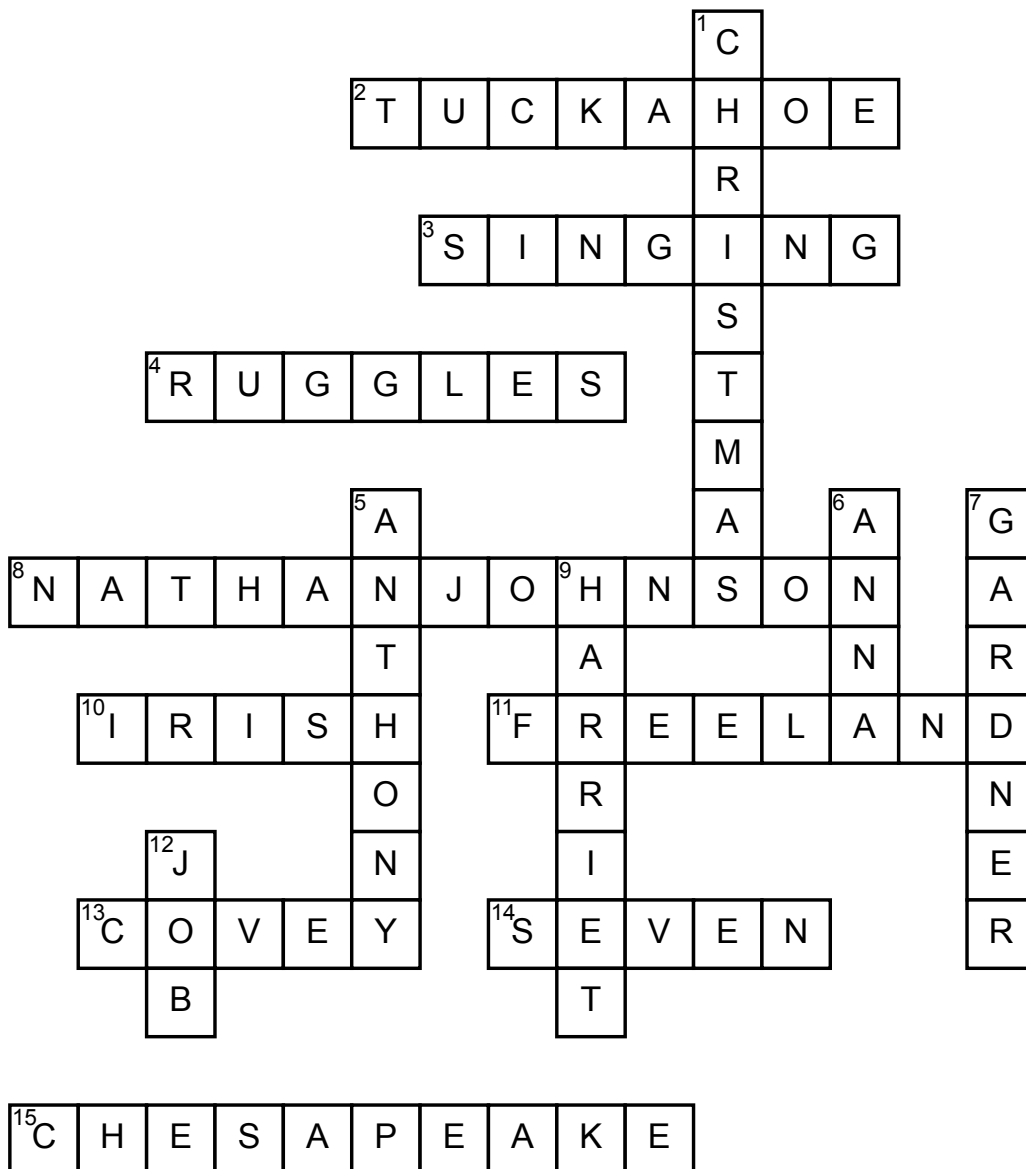 1 C
2 T U C K A H O E
R
3 S I N G I N G
S
4 R U G G L E S T
M
5 A A 6 A 7 G
8 N A T H A N J O 9 H N S O N A
T A N R
10 I R I S H 11 F R E E L A N D
O R N
12 J N I E
13 C O V E Y 14 S E V E N R
B T
15 C H E S A P E A K E